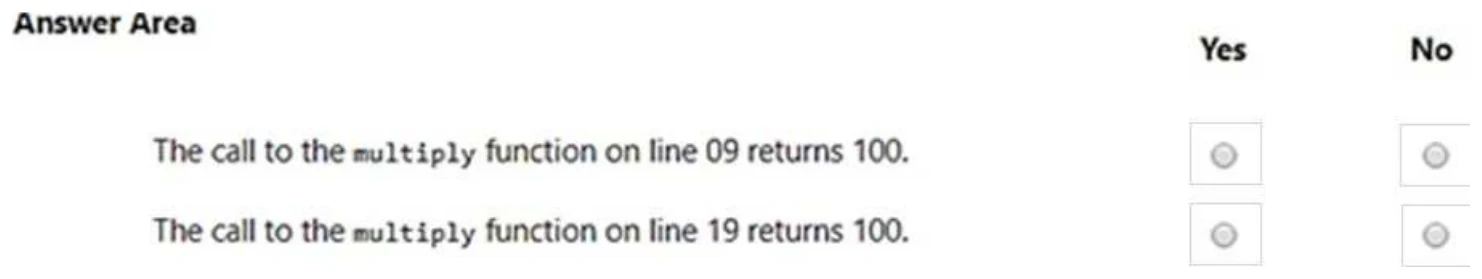 Answer Area
Yes No
The call to the multiply function on line 09 returns 100.
The call to the multiply function on line 19 returns 100.